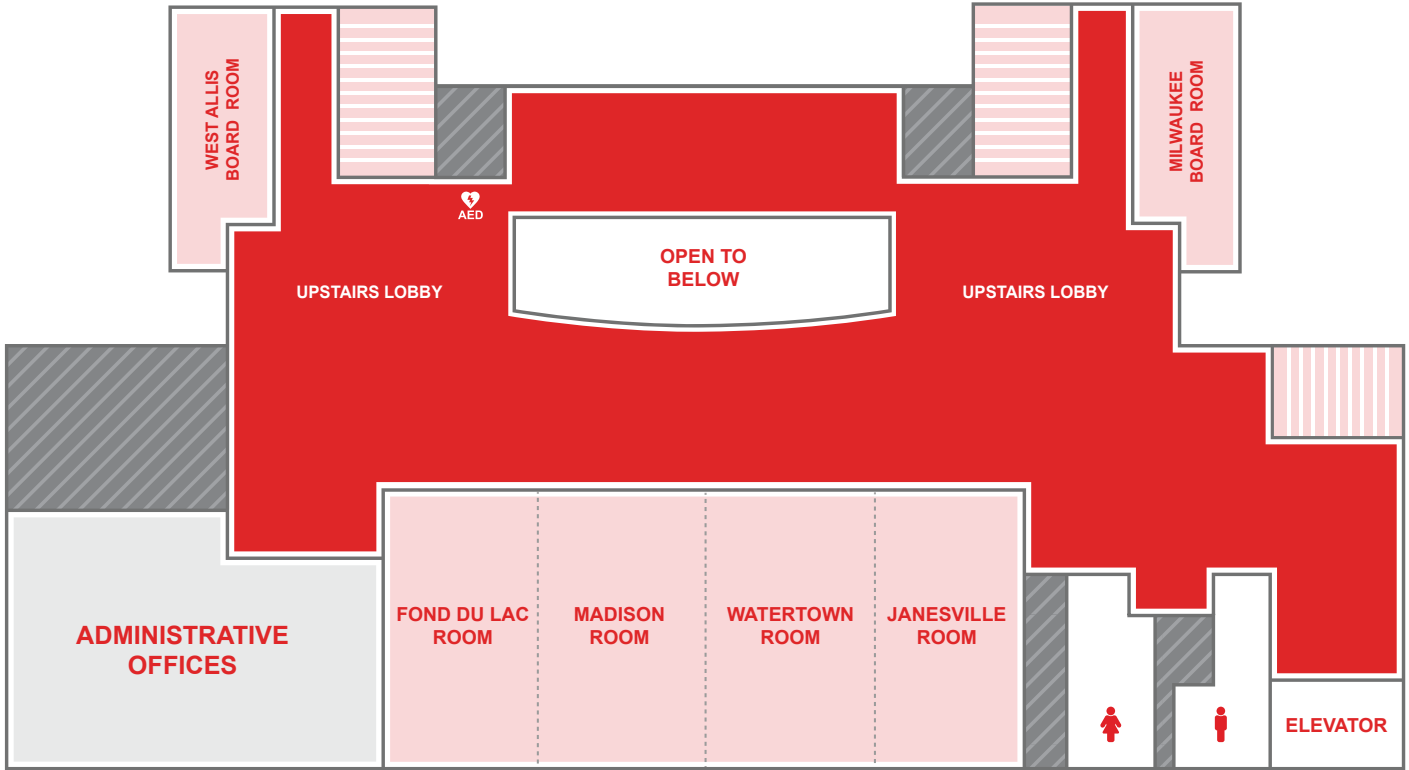 WEST ALLIS
BOARD ROOM
MILWAUKEE
BOARD ROOM
AED
OPEN TO
BELOW
UPSTAIRS LOBBY
UPSTAIRS LOBBY
ADMINISTRATIVE
OFFICES
FOND DU LAC
ROOM
MADISON
ROOM
WATERTOWN
ROOM
JANESVILLE
ROOM
ELEVATOR